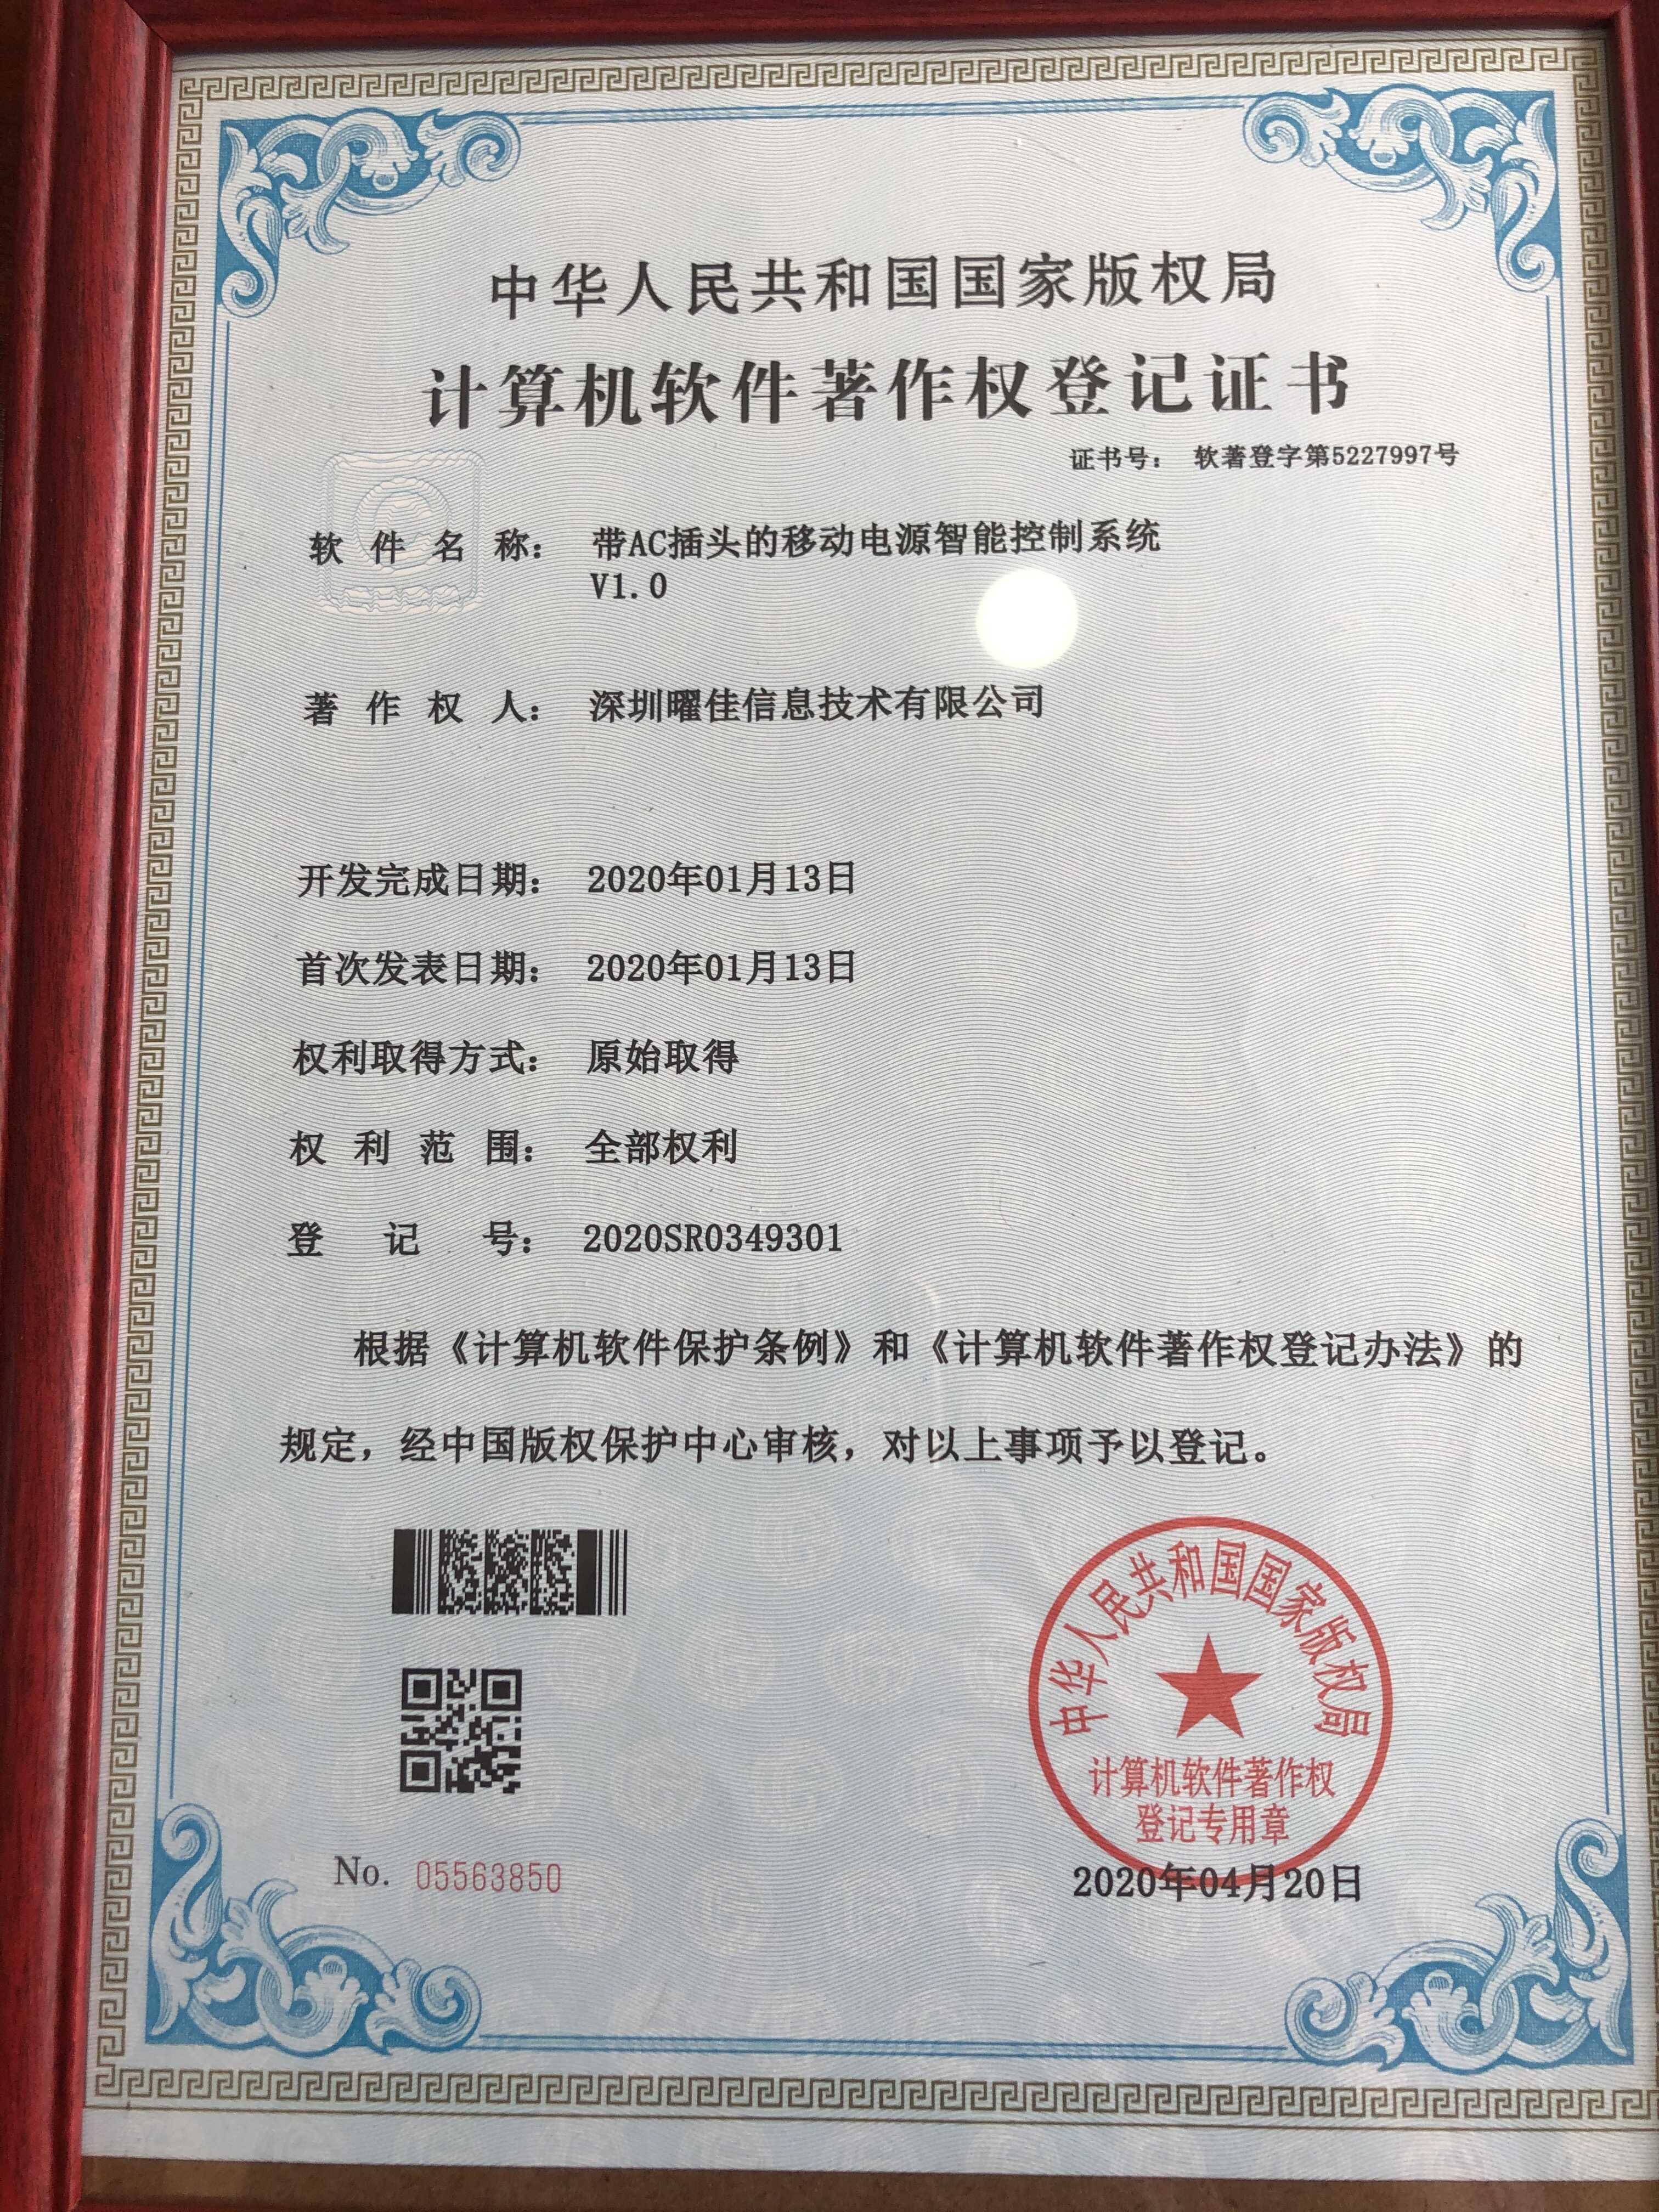 中华人民共和国国家版权局
计算机软件著作权登记证书
证书号： 软著登字第5227997号
软件名称： 带AC插头的移动电源智能控制系统
V1.0
著作权人： 深圳曜佳信息技术有限公司
开发完成日期： 2020年01月13日
首次发表日期： 2020年01月13日
权利取得方式： 原始取得
权利范围： 全部权利
登记号： 2020SR0349301
根据《计算机软件保护条例》和《计算机软件著作权登记办法》的
规定，经中国版权保护中心审核，对以上事项予以登记。
中华人民共和国国家版权局
计算机软件著作权
登记专用章
No. 05563850
2020年04月20日